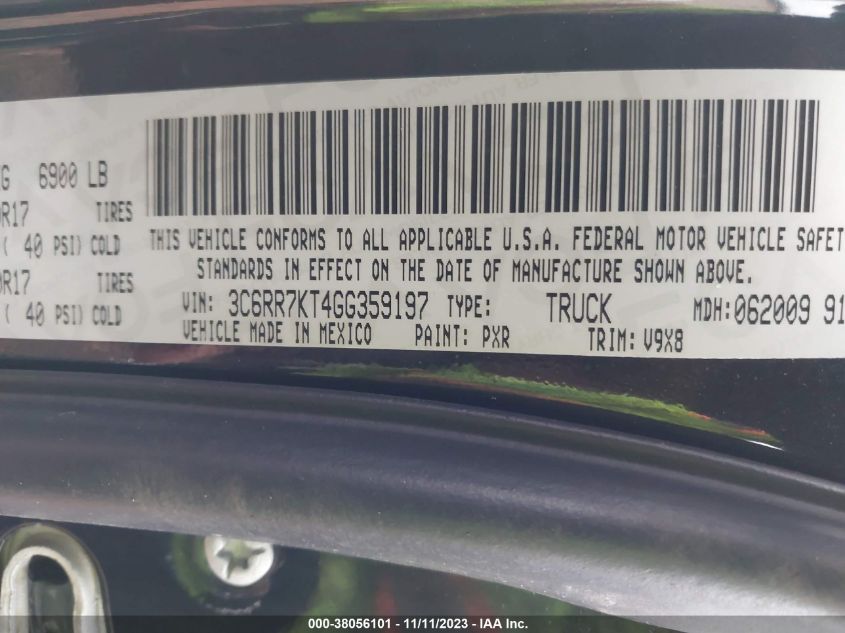 G 6900 LB
R17 TIRES
( 40 PSI) COLD
R17 TIRES
( 40 PSI) COLD
THIS VEHICLE CONFORMS TO ALL APPLICABLE U.S.A. FEDERAL MOTOR VEHICLE SAFET
STANDARDS IN EFFECT ON THE DATE OF MANUFACTURE SHOWN ABOVE.
VIN: 3C6RR7KT4GG359197 TYPE: TRUCK MDH: 062009 91
VEHICLE MADE IN MEXICO PAINT: PXR TRIM: V9X8
000-38056101 - 11/11/2023 - IAA Inc.